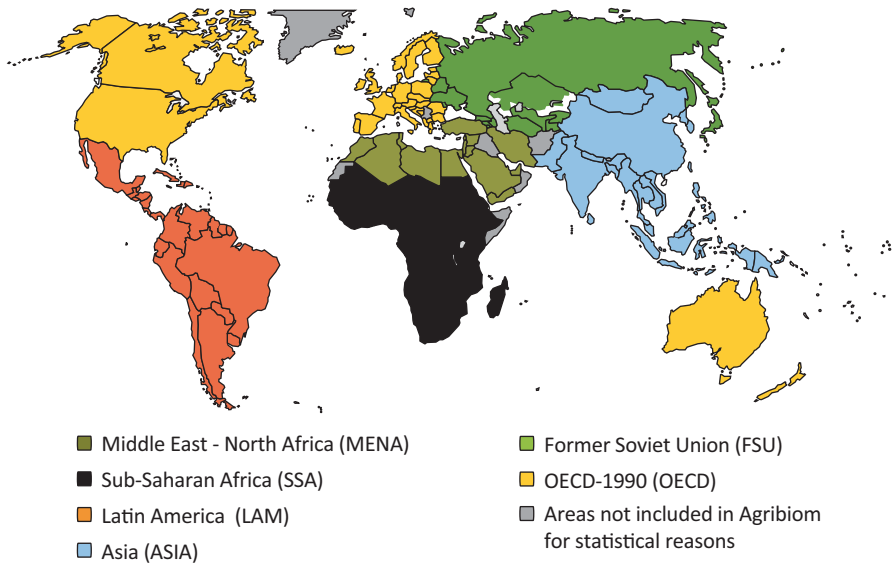 Middle East - North Africa (MENA)
Sub-Saharan Africa (SSA)
Latin America (LAM)
Asia (ASIA)
Former Soviet Union (FSU)
OECD-1990 (OECD)
Areas not included in Agribiom
for statistical reasons